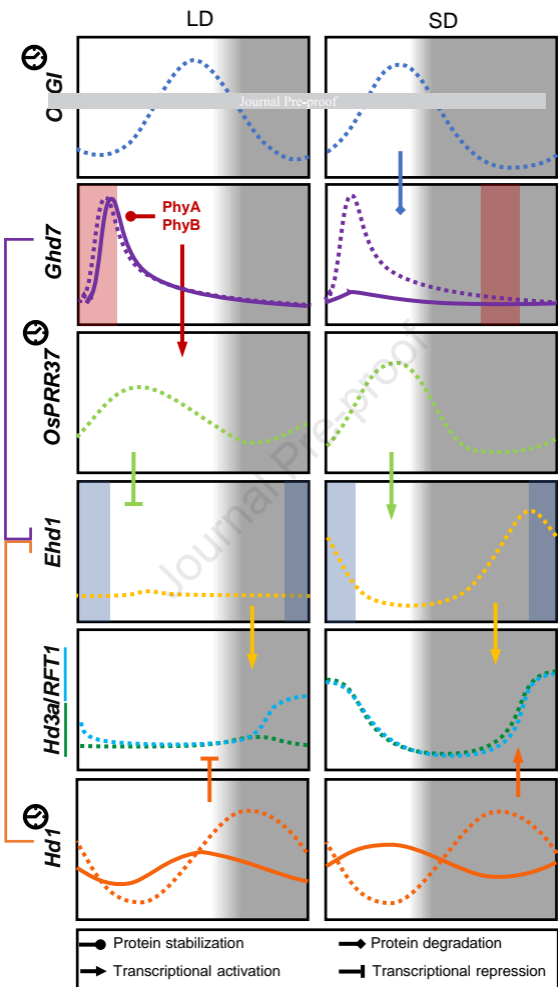 LD
SD
O GI
Journal Pre-proof
Ghd7
PhyA
PhyB
OsPRR37
Journal Pre-proof
Ehd1
Hd3a/RFT1
Hd1
Protein stabilization
Protein degradation
Transcriptional activation
Transcriptional repression